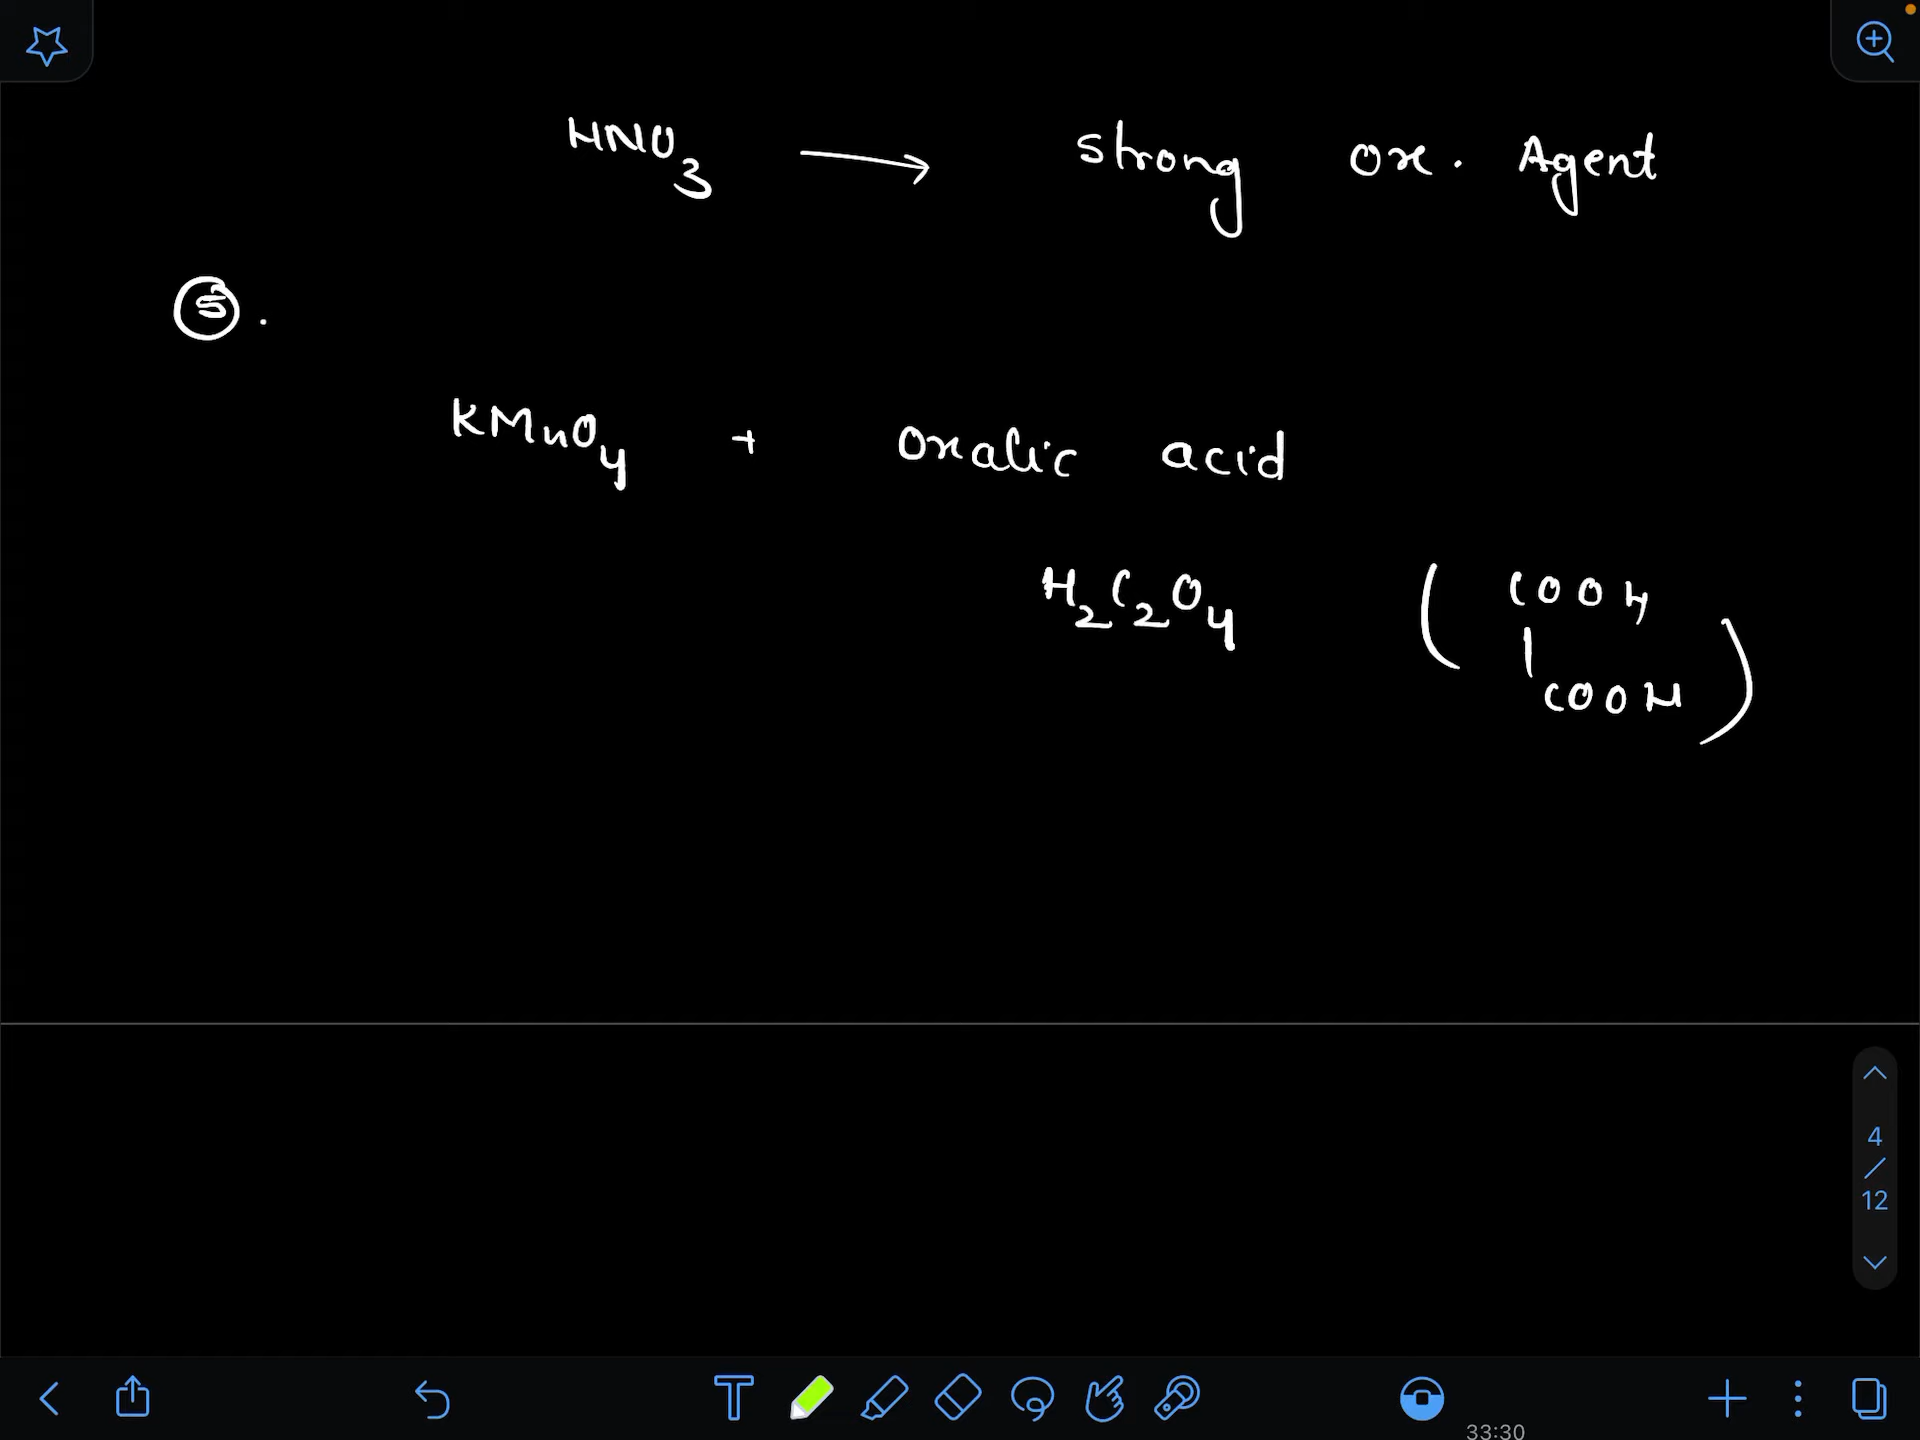 HNO3 → strong ox. Agent
5.
KMnO4 + oxalic acid
H2C2O4 ( COOH
|
COOH )
4
/
12
T
33:30